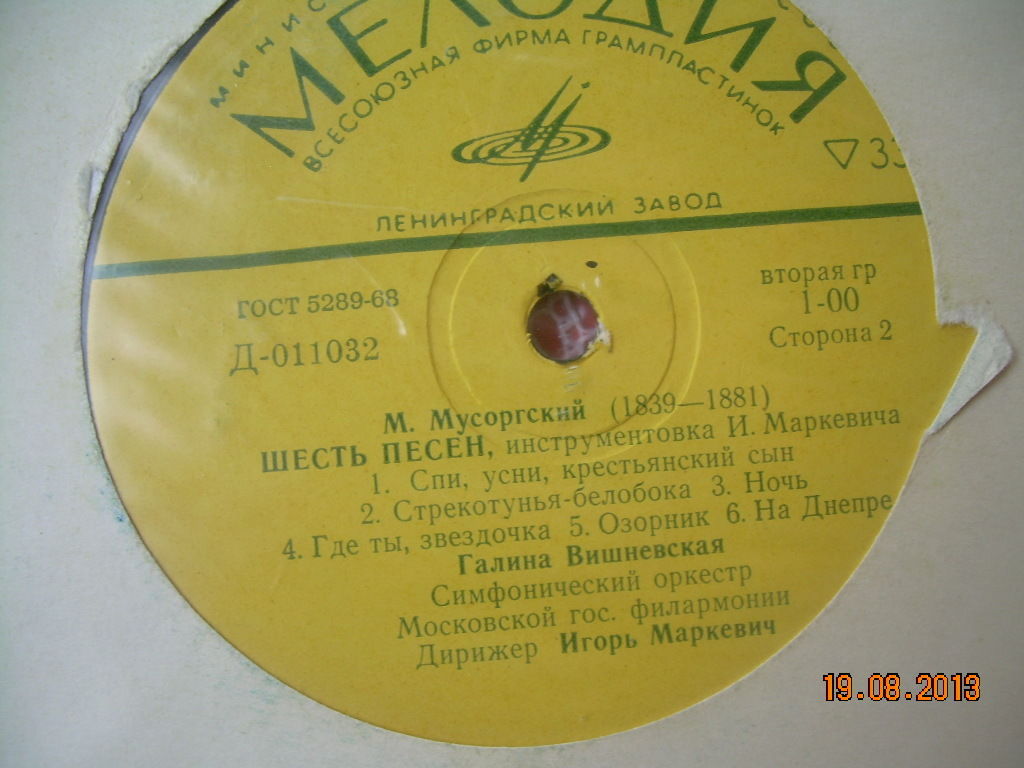 МЕЛОДИЯ
ВСЕСОЮЗНАЯ ФИРМА ГРАМПЛАСТИНОК
ЛЕНИНГРАДСКИЙ ЗАВОД
ГОСТ 5289-68
Д-011032
вторая гр
1-00
Сторона 2
М. Мусоргский (1839—1881)
ШЕСТЬ ПЕСЕН, инструментовка И. Маркевича
1. Спи, усни, крестьянский сын
2. Стрекотунья-белобока 3. Ночь
4. Где ты, звездочка 5. Озорник 6. На Днепре
Галина Вишневская
Симфонический оркестр
Московской гос. филармонии
Дирижер Игорь Маркевич
19.08.2013